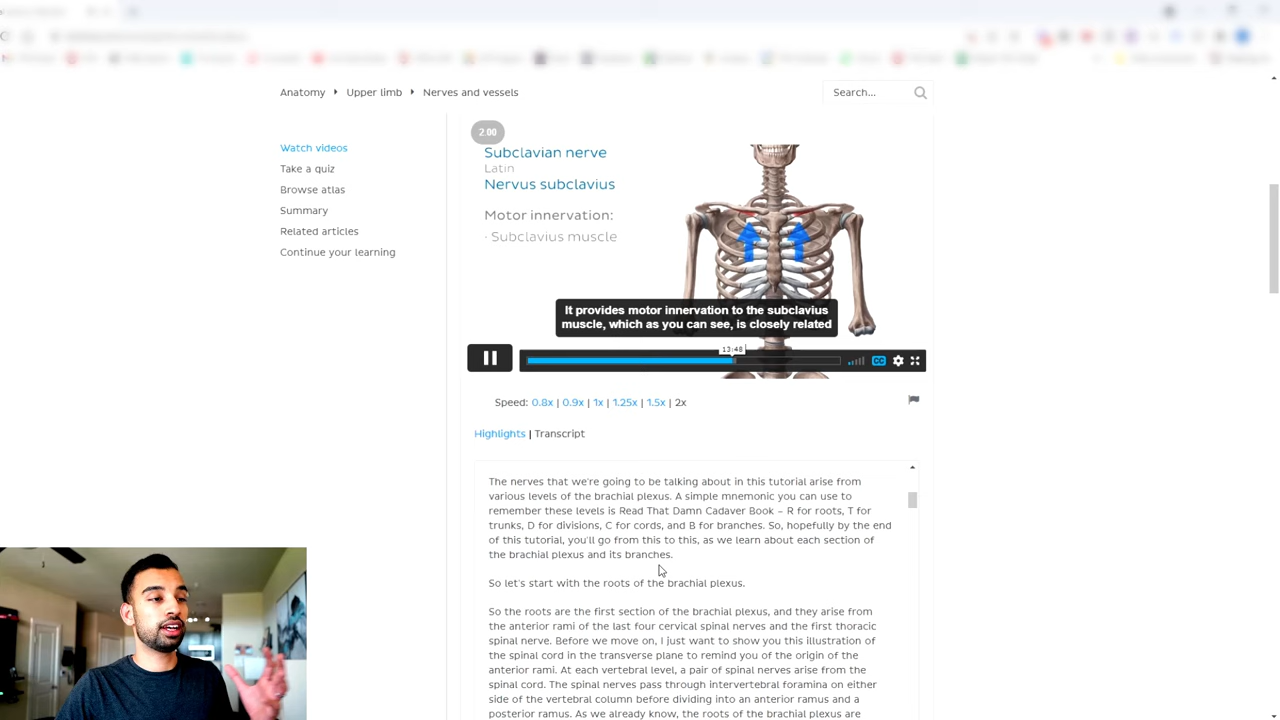 Anatomy Upper limb Nerves and vessels
Search...
Watch videos
Take a quiz
Browse atlas
Summary
Related articles
Continue your learning
2.00
Subclavian nerve
Latin
Nervus subclavius
Motor innervation:
· Subclavius muscle
It provides motor innervation to the subclavius
muscle, which as you can see, is closely related
13:48
CC
Speed: 0.8x | 0.9x | 1x | 1.25x | 1.5x | 2x
Highlights | Transcript
The nerves that we're going to be talking about in this tutorial arise from
various levels of the brachial plexus. A simple mnemonic you can use to
remember these levels is Read That Damn Cadaver Book – R for roots, T for
trunks, D for divisions, C for cords, and B for branches. So, hopefully by the end
of this tutorial, you'll go from this to this, as we learn about each section of
the brachial plexus and its branches.
So let's start with the roots of the brachial plexus.
So the roots are the first section of the brachial plexus, and they arise from
the anterior rami of the last four cervical spinal nerves and the first thoracic
spinal nerve. Before we move on, I just want to show you this illustration of
the spinal cord in the transverse plane to remind you of the origin of the
anterior rami. At each vertebral level, a pair of spinal nerves arise from the
spinal cord. The spinal nerves pass through intervertebral foramina on either
side of the vertebral column before dividing into an anterior ramus and a
posterior ramus. As we already know, the roots of the brachial plexus are